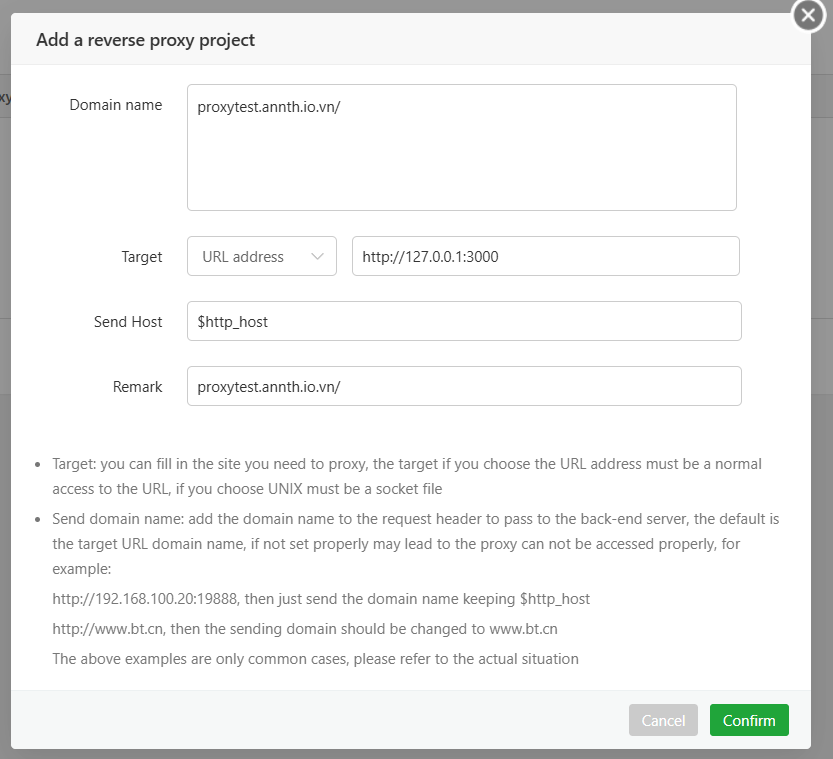 Add a reverse proxy project
xy
Domain name
proxytest.annth.io.vn/
Target
URL address
http://127.0.0.1:3000
Send Host
$http_host
Remark
proxytest.annth.io.vn/
Target: you can fill in the site you need to proxy, the target if you choose the URL address must be a normal
access to the URL, if you choose UNIX must be a socket file
Send domain name: add the domain name to the request header to pass to the back-end server, the default is
the target URL domain name, if not set properly may lead to the proxy can not be accessed properly, for
example:
http://192.168.100.20:19888, then just send the domain name keeping $http_host
http://www.bt.cn, then the sending domain should be changed to www.bt.cn
The above examples are only common cases, please refer to the actual situation
Cancel
Confirm